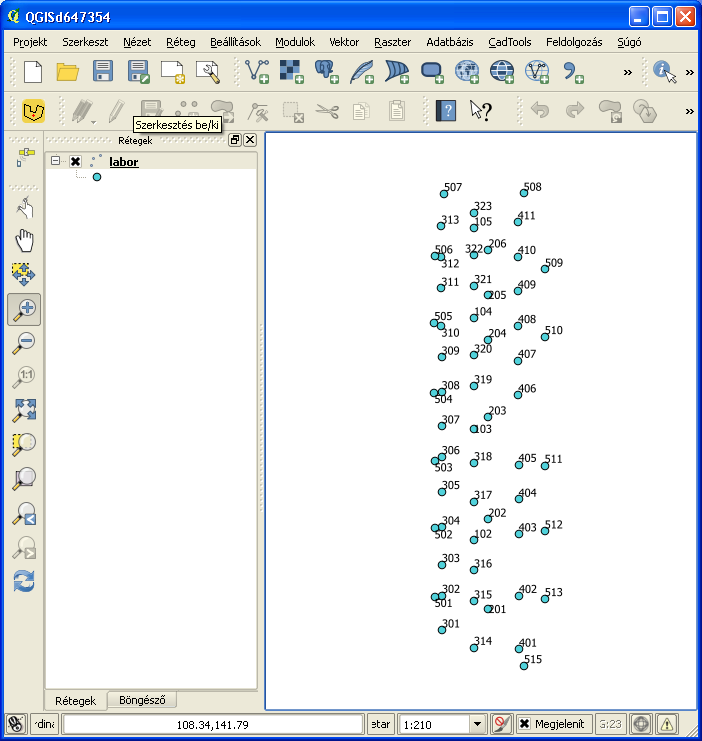 QGISd647354
Projekt Szerkeszt Nézet Réteg Beállítások Modulok Vektor Raszter Adatbázis CadTools Feldolgozás Súgó
» »
»
Szerkesztés be/ki
Rétegek
labor
507 508
323
313 105 411
506 322 206 410
312 509
311 321 409
205
505 104 408
310 204 510
309 320 407
308 319 406
504
203
307 103
306 318 405 511
503
305 317 404
304 202
502 102 403 512
303 316
302 315 402 513
501 201
301
314 401
515
1:1
Rétegek Böngésző
rdiná 108.34,141.79 etar 1:210 Megjelenít G:23